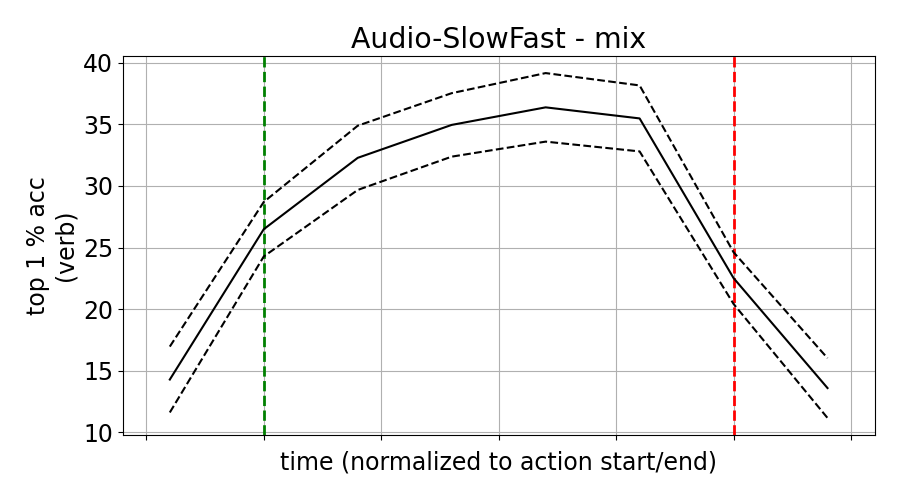 Audio-SlowFast - mix
40
35
30
25
20
15
10
top 1 % acc
(verb)
time (normalized to action start/end)